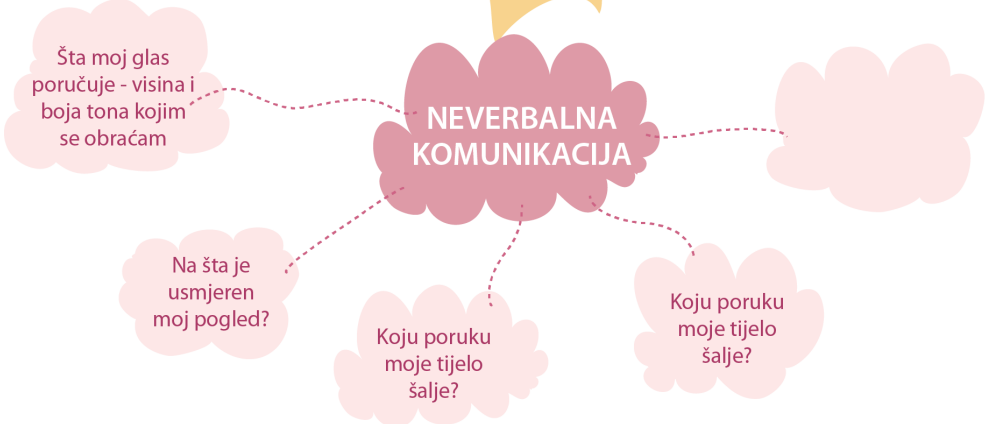 Šta moj glas
poručuje - visina i
boja tona kojim
se obraćam
NEVERBALNA
KOMUNIKACIJA
Na šta je
usmjeren
moj pogled?
Koju poruku
moje tijelo
šalje?
Koju poruku
moje tijelo
šalje?